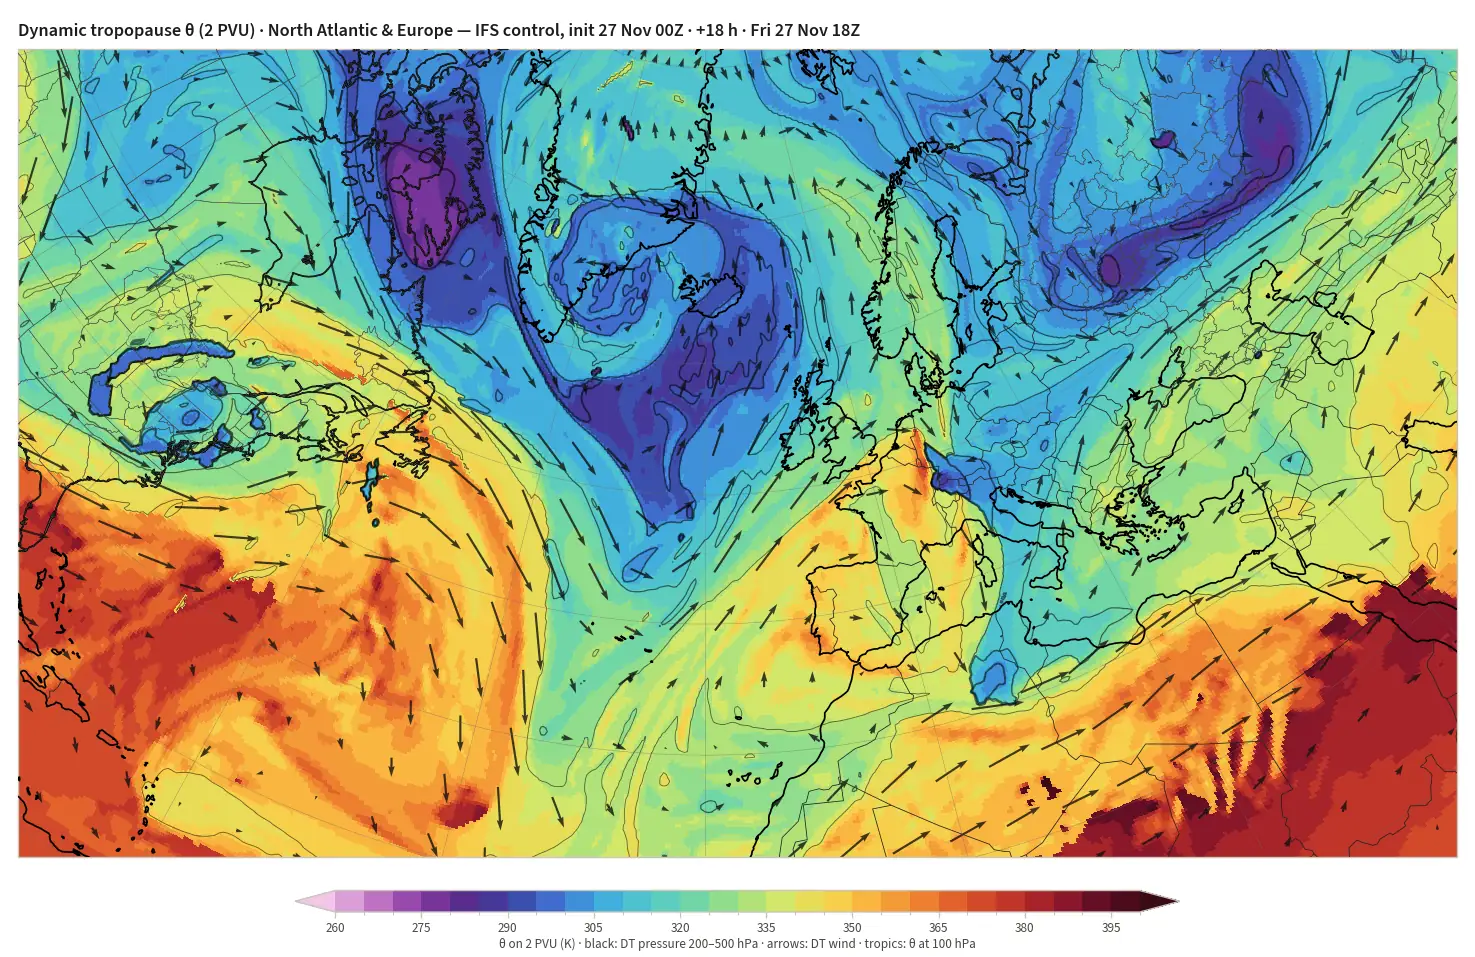 Dynamic tropopause θ (2 PVU) · North Atlantic & Europe — IFS control, init 27 Nov 00Z · +18 h · Fri 27 Nov 18Z
260 275 290 305 320 335 350 365 380 395
θ on 2 PVU (K) · black: DT pressure 200–500 hPa · arrows: DT wind · tropics: θ at 100 hPa